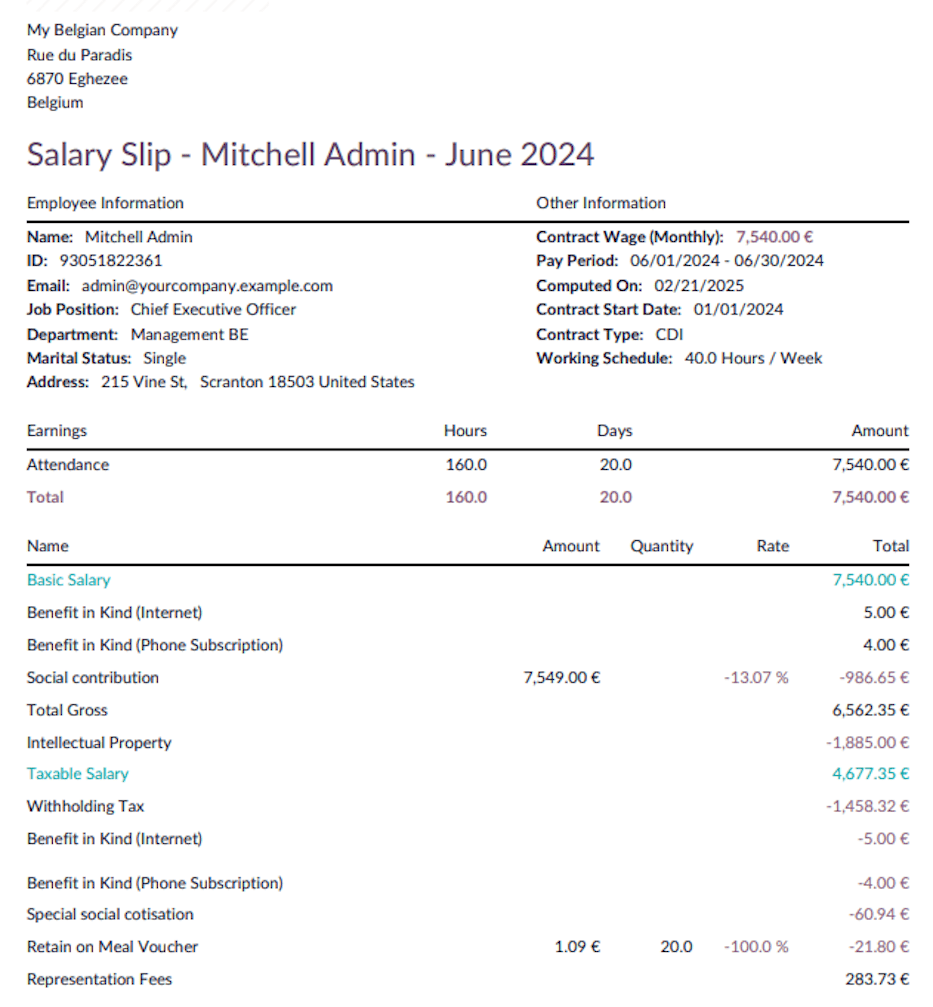 My Belgian Company
Rue du Paradis
6870 Eghezee
Belgium
Salary Slip - Mitchell Admin - June 2024
Employee Information Other Information
Name: Mitchell Admin Contract Wage (Monthly): 7,540.00 €
ID: 93051822361 Pay Period: 06/01/2024 - 06/30/2024
Email: admin@yourcompany.example.com Computed On: 02/21/2025
Job Position: Chief Executive Officer Contract Start Date: 01/01/2024
Department: Management BE Contract Type: CDI
Marital Status: Single Working Schedule: 40.0 Hours / Week
Address: 215 Vine St, Scranton 18503 United States
Earnings Hours Days Amount
Attendance 160.0 20.0 7,540.00 €
Total 160.0 20.0 7,540.00 €
Name Amount Quantity Rate Total
Basic Salary 7,540.00 €
Benefit in Kind (Internet) 5.00 €
Benefit in Kind (Phone Subscription) 4.00 €
Social contribution 7,549.00 € -13.07 % -986.65 €
Total Gross 6,562.35 €
Intellectual Property -1,885.00 €
Taxable Salary 4,677.35 €
Withholding Tax -1,458.32 €
Benefit in Kind (Internet) -5.00 €
Benefit in Kind (Phone Subscription) -4.00 €
Special social cotisation -60.94 €
Retain on Meal Voucher 1.09 € 20.0 -100.0 % -21.80 €
Representation Fees 283.73 €